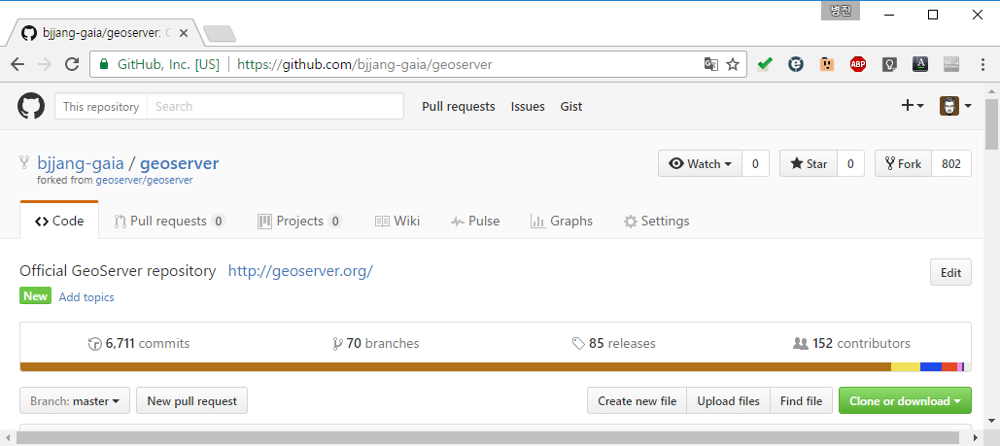 병진
bjjang-gaia/geoserver:
GitHub, Inc. [US] https://github.com/bjjang-gaia/geoserver
ABP
This repository Search Pull requests Issues Gist
bjjang-gaia / geoserver Watch 0 Star 0 Fork 802
forked from geoserver/geoserver
Code Pull requests 0 Projects 0 Wiki Pulse Graphs Settings
Official GeoServer repository http://geoserver.org/ Edit
New Add topics
6,711 commits 70 branches 85 releases 152 contributors
Branch: master New pull request Create new file Upload files Find file Clone or download